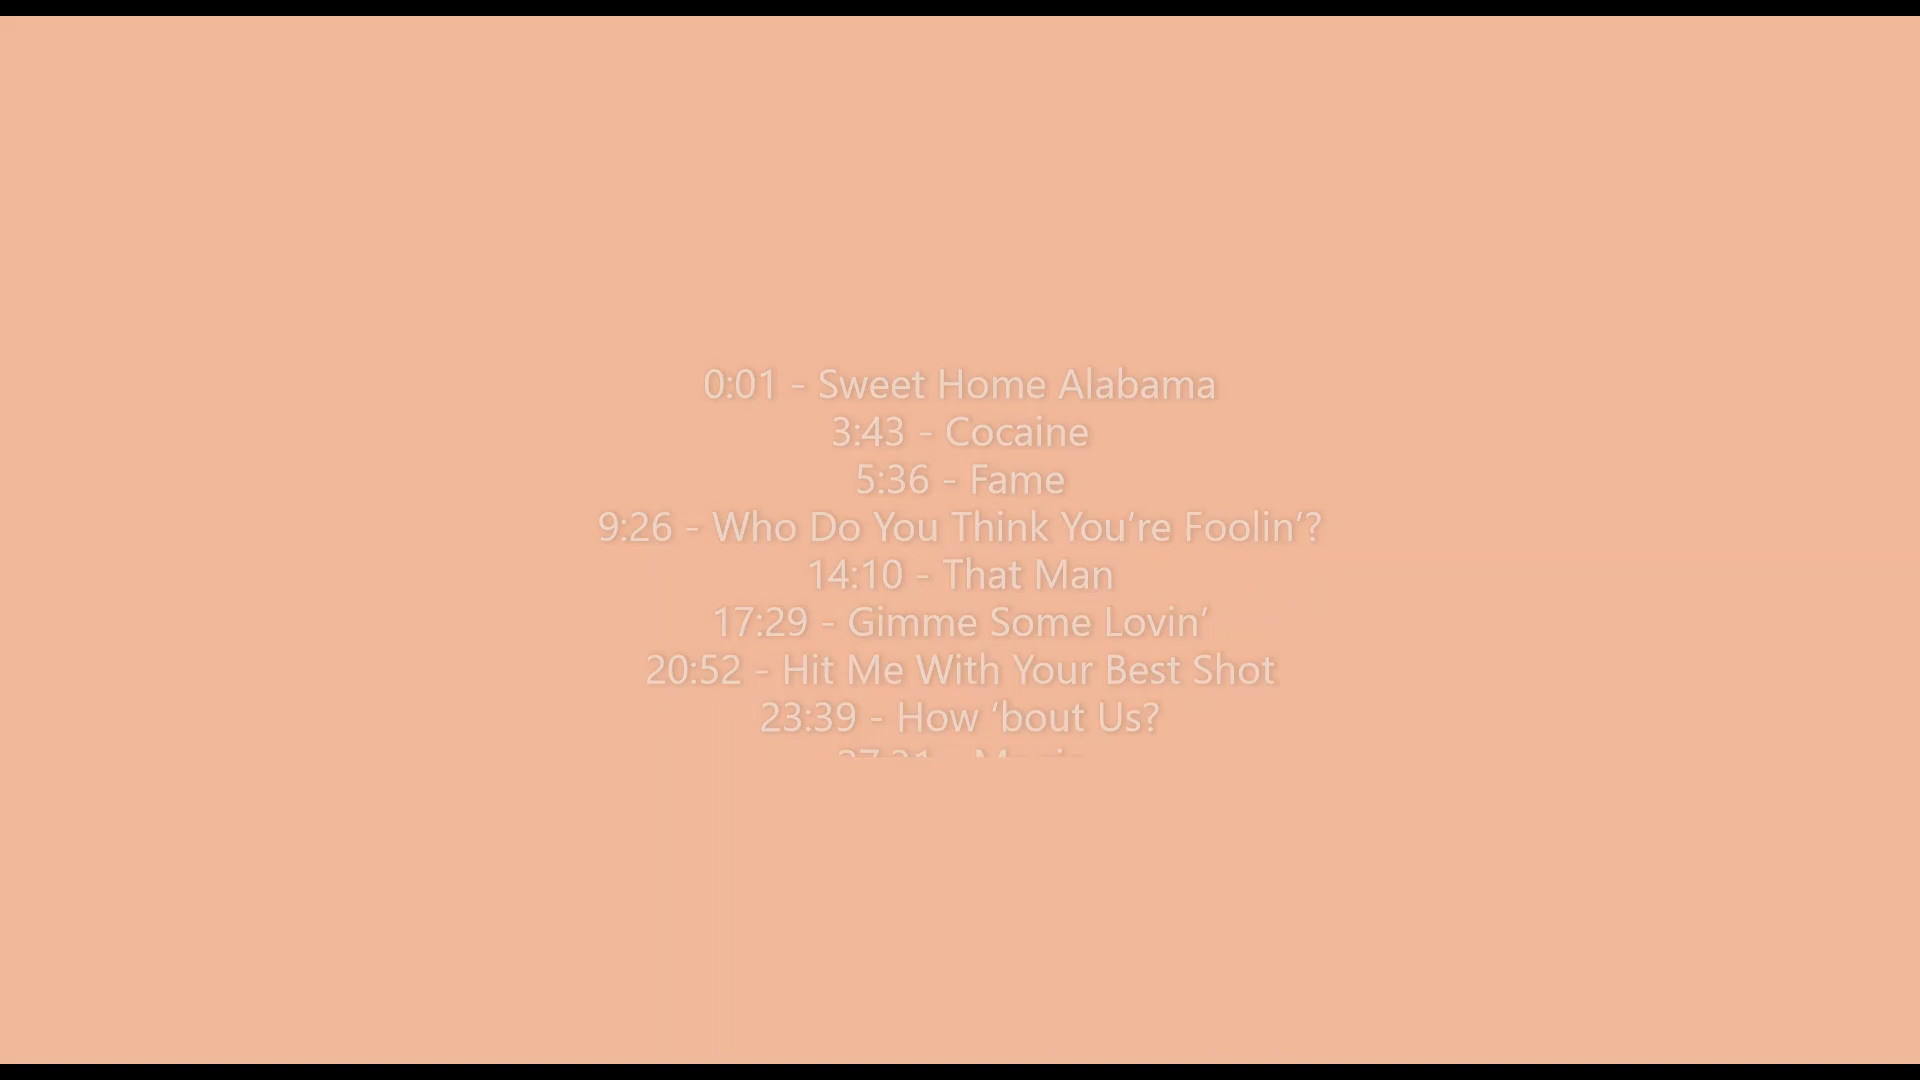 0:01 - Sweet Home Alabama
3:43 - Cocaine
5:36 - Fame
9:26 - Who Do You Think You’re Foolin’?
14:10 - That Man
17:29 - Gimme Some Lovin’
20:52 - Hit Me With Your Best Shot
23:39 - How ‘bout Us?